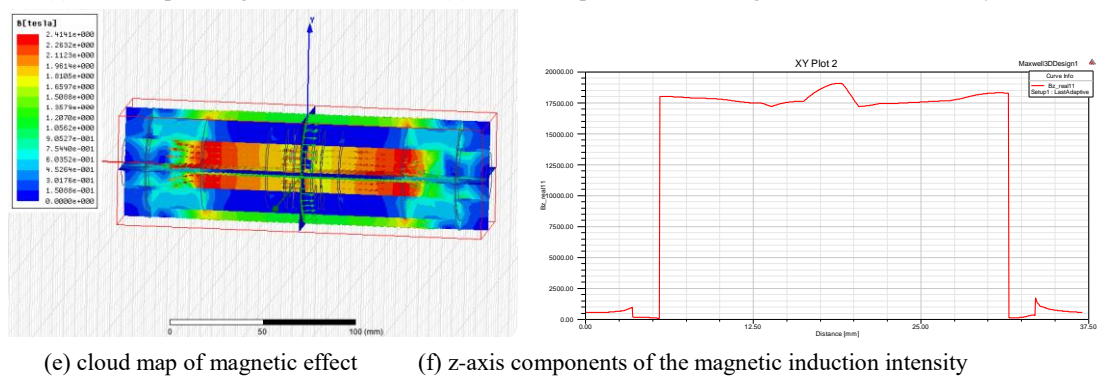 B[tesla]
2.4141e+000
2.2632e+000
2.1123e+000
1.9614e+000
1.8105e+000
1.6597e+000
1.5088e+000
1.3579e+000
1.2070e+000
1.0562e+000
9.0527e-001
7.5440e-001
6.0352e-001
4.5264e-001
3.0176e-001
1.5088e-001
0.0000e+000
Y
0 50 100 (mm)
XY Plot 2
Maxwell3DDesign1
Curve Info
Bz_real11
Setup1 : LastAdaptive
20000.00
17500.00
15000.00
12500.00
10000.00
7500.00
5000.00
2500.00
0.00
Bz_real11
0.00 12.50 25.00 37.50
Distance [mm]
(e) cloud map of magnetic effect (f) z-axis components of the magnetic induction intensity